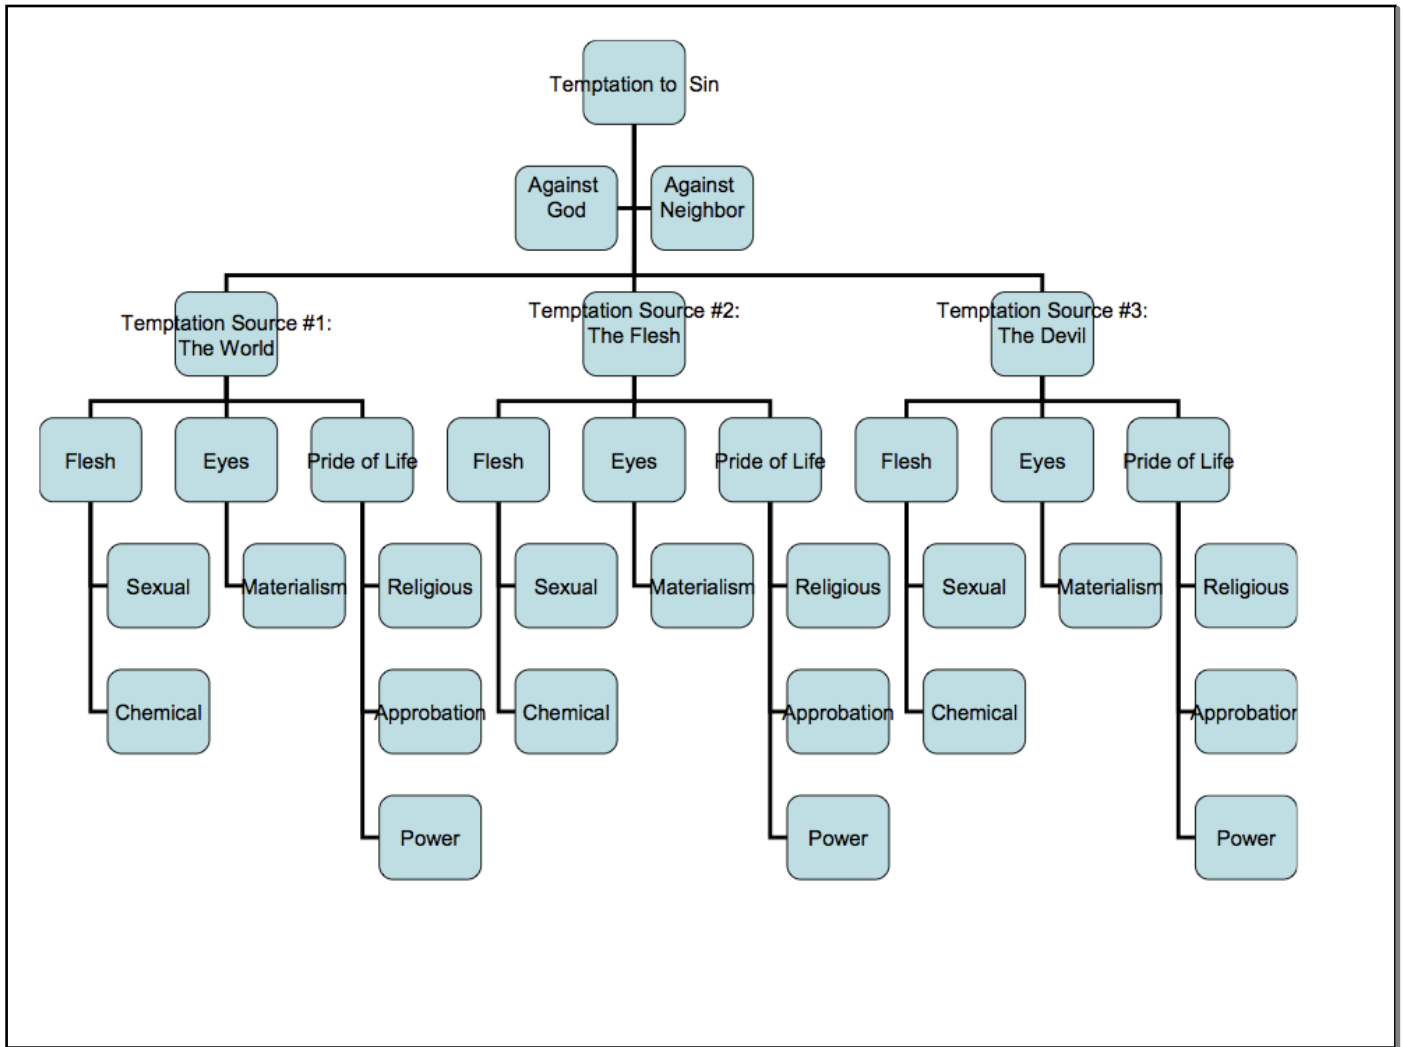 Temptation to Sin
Against
God
Against
Neighbor
Temptation Source #1:
The World
Temptation Source #2:
The Flesh
Temptation Source #3:
The Devil
Flesh
Eyes
Pride of Life
Flesh
Eyes
Pride of Life
Flesh
Eyes
Pride of Life
Sexual
Materialism
Religious
Sexual
Materialism
Religious
Sexual
Materialism
Religious
Chemical
Approbation
Chemical
Approbation
Chemical
Approbation
Power
Power
Power